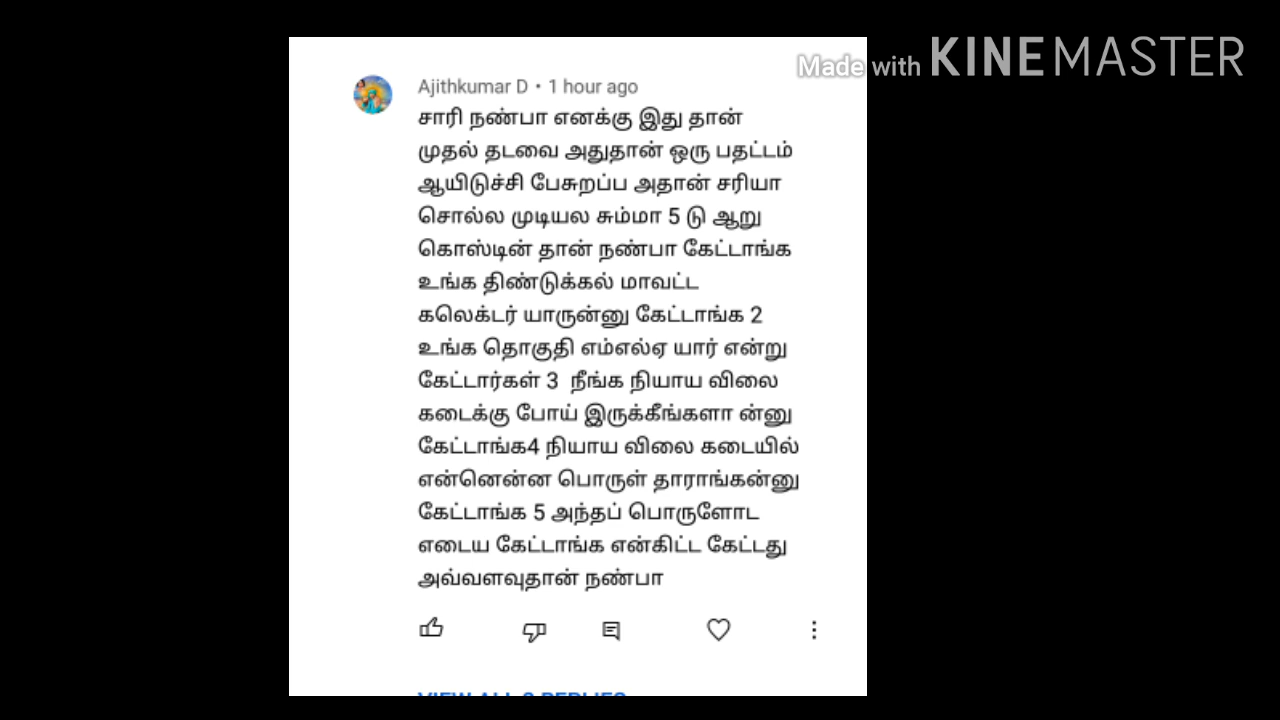 Made with KINEMASTER
Ajithkumar D • 1 hour ago
சாரி நண்பா எனக்கு இது தான்
முதல் தடவை அதுதான் ஒரு பதட்டம்
ஆயிடுச்சி பேசுறப்ப அதான் சரியா
சொல்ல முடியல சும்மா 5 டு ஆறு
கொஸ்டின் தான் நண்பா கேட்டாங்க
உங்க திண்டுக்கல் மாவட்ட
கலெக்டர் யாருன்னு கேட்டாங்க 2
உங்க தொகுதி எம்எல்ஏ யார் என்று
கேட்டார்கள் 3 நீங்க நியாய விலை
கடைக்கு போய் இருக்கீங்களா ன்னு
கேட்டாங்க4 நியாய விலை கடையில்
என்னென்ன பொருள் தாராங்கன்னு
கேட்டாங்க 5 அந்தப் பொருளோட
எடைய கேட்டாங்க என்கிட்ட கேட்டது
அவ்வளவுதான் நண்பா